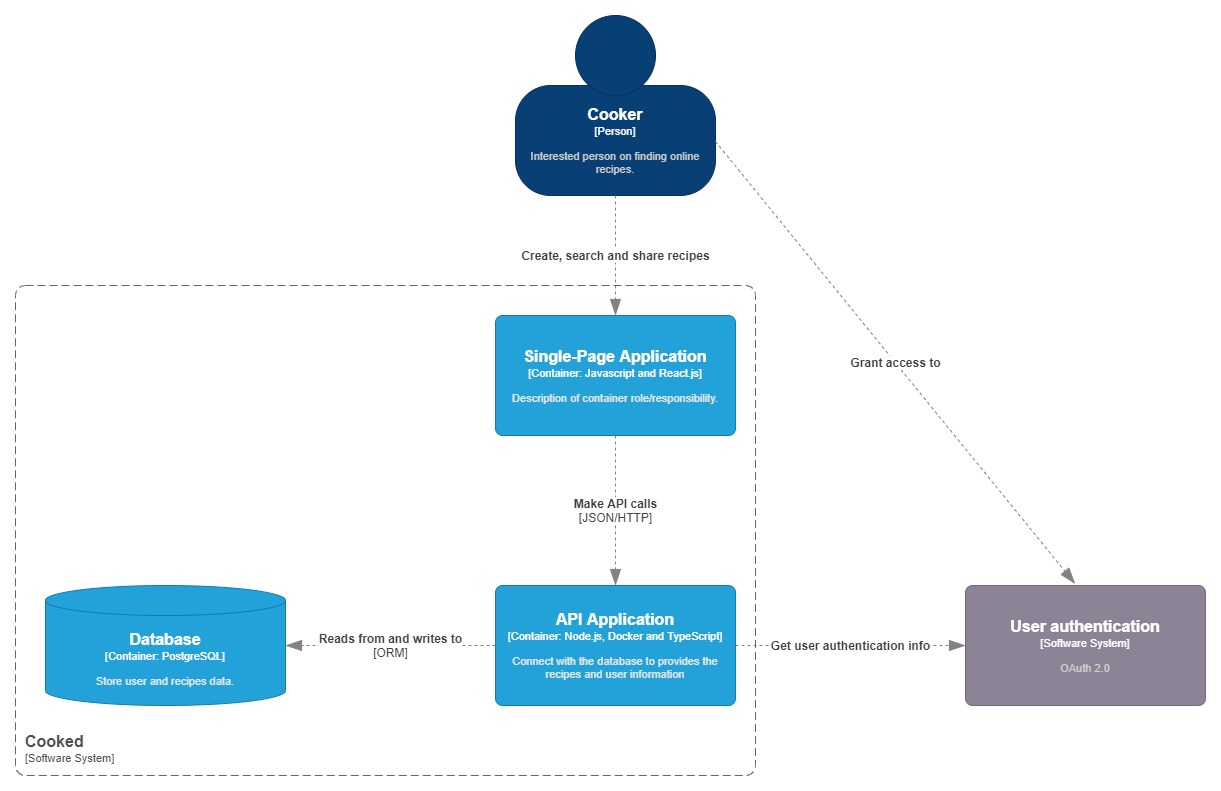 Cooker
[Person]
Interested person on finding online
recipes.
Create, search and share recipes
Single-Page Application
[Container: Javascript and React.js]
Description of container role/responsibility.
Grant access to
Make API calls
[JSON/HTTP]
Database
[Container: PostgreSQL]
Store user and recipes data.
Reads from and writes to
[ORM]
API Application
[Container: Node.js, Docker and TypeScript]
Connect with the database to provides the
recipes and user information
Get user authentication info
User authentication
[Software System]
OAuth 2.0
Cooked
[Software System]